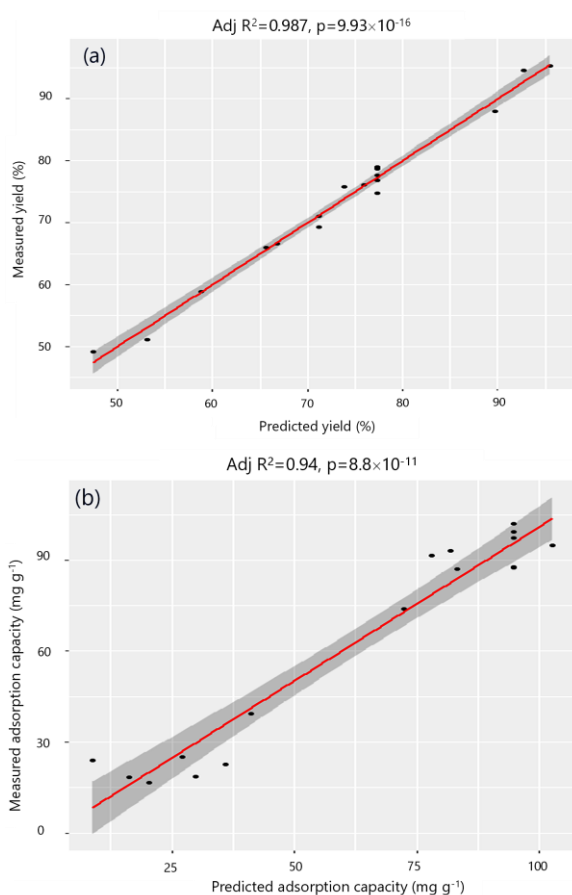 Adj R²=0.987, p=9.93×10⁻¹⁶
(a)
Measured yield (%)
90
80
70
60
50
50 60 70 80 90
Predicted yield (%)
Adj R²=0.94, p=8.8×10⁻¹¹
(b)
Measured adsorption capacity (mg g⁻¹)
90
60
30
0
25 50 75 100
Predicted adsorption capacity (mg g⁻¹)